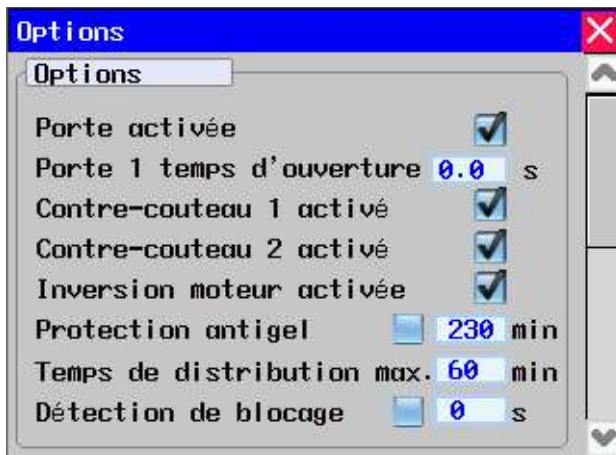 Options
Options
Porte activée
Porte 1 temps d'ouverture 0.0 s
Contre-couteau 1 activé
Contre-couteau 2 activé
Inversion moteur activée
Protection antigel 230 min
Temps de distribution max. 60 min
Détection de blocage 0 s